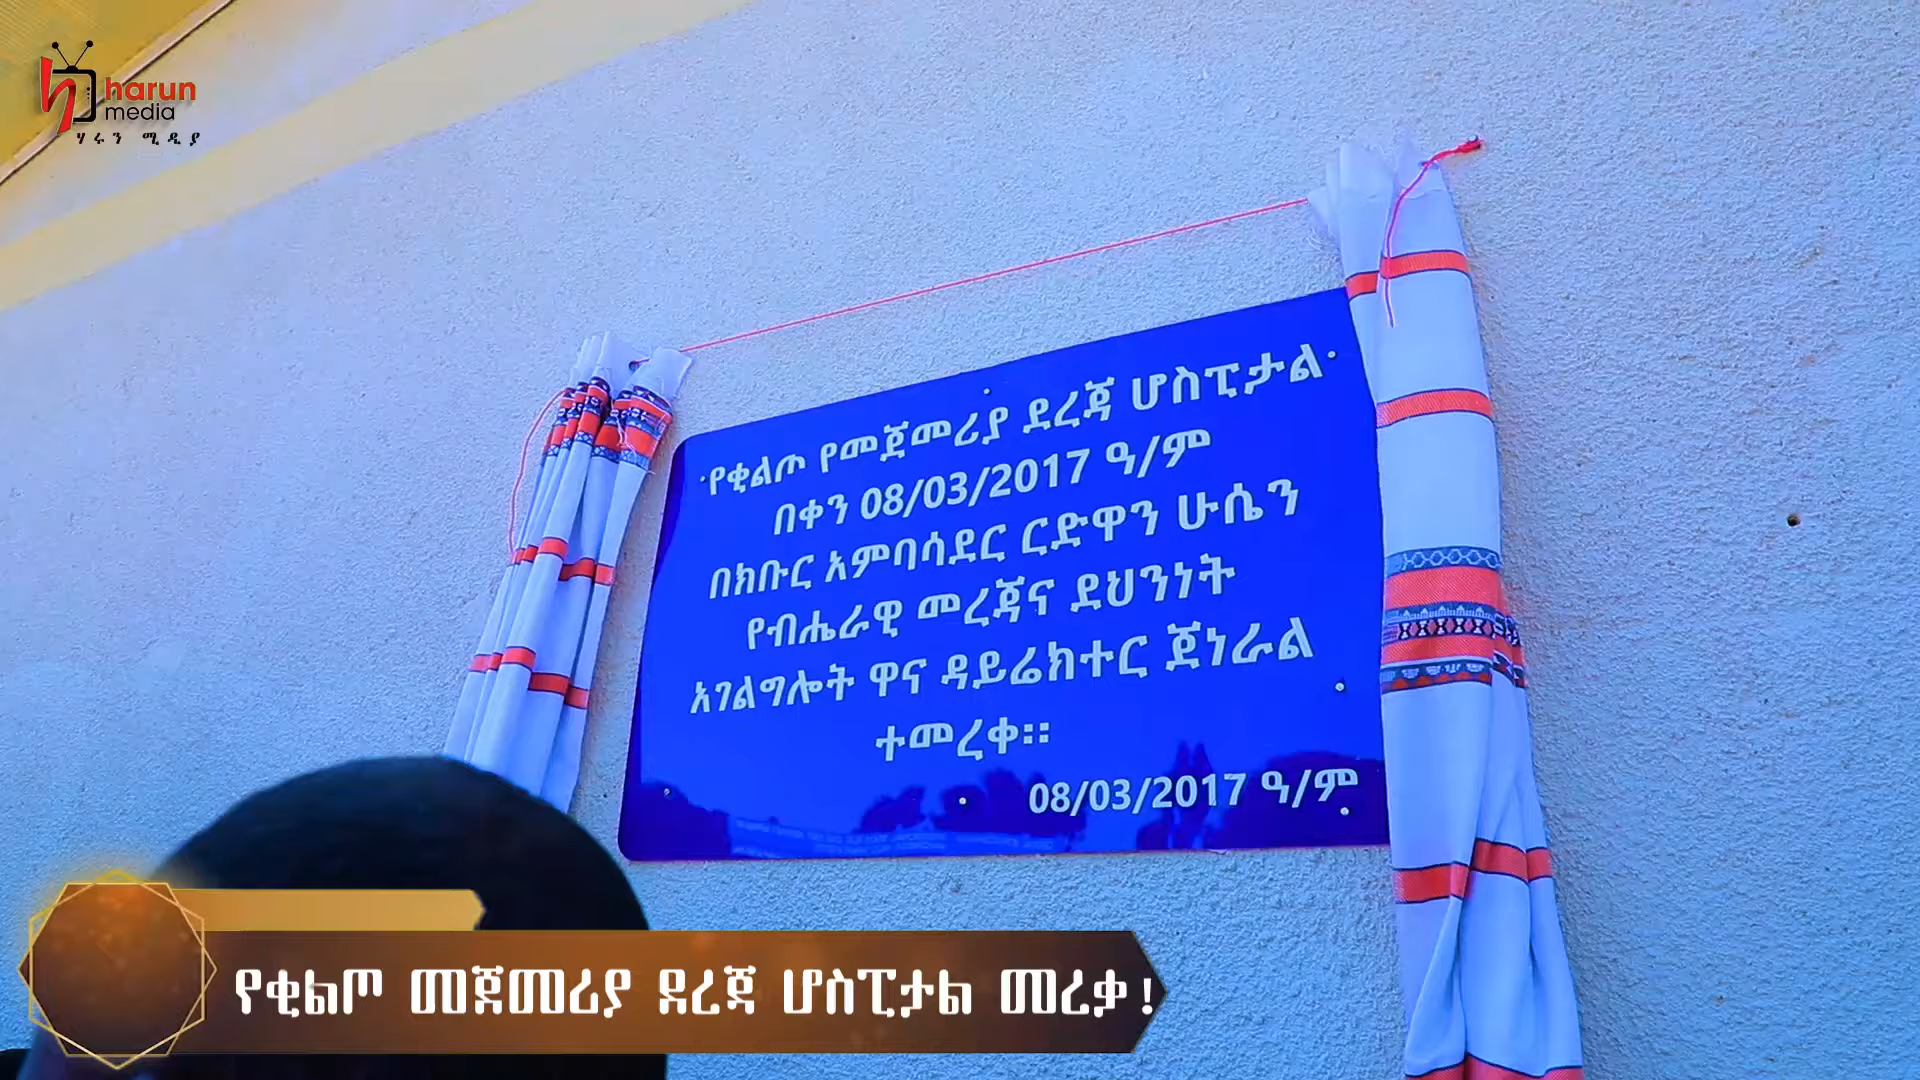 harun
media
ሃሩን ሚዲያ
የቂልጦ የመጀመሪያ ደረጃ ሆስፒታል
በቀን 08/03/2017 ዓ/ም
በክቡር አምባሳደር ርድዋን ሁሴን
የብሔራዊ መረጃና ደህንነት
አገልግሎት ዋና ዳይሬክተር ጀነራል
ተመረቀ።።
08/03/2017 ዓ/ም
የቂልጦ መጀመሪያ ደረጃ ሆስፒታል መረቃ!